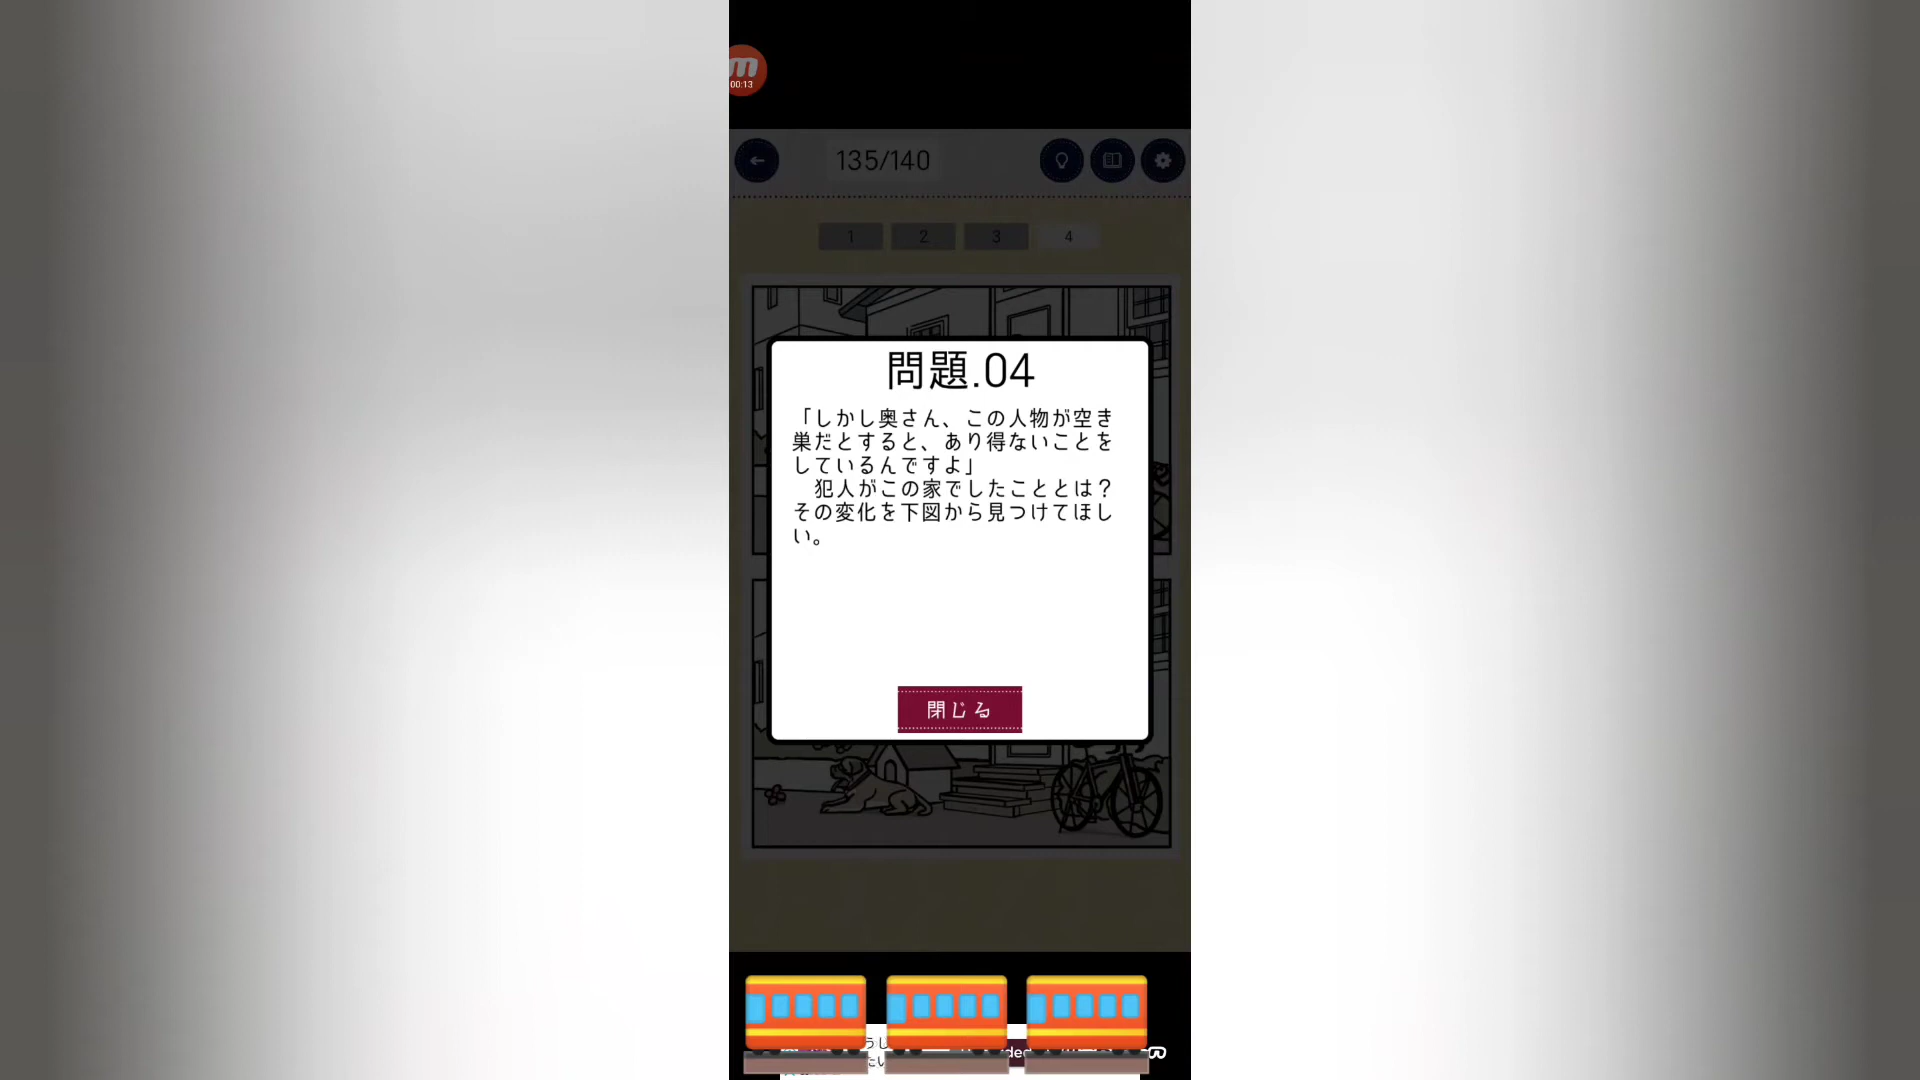 m
00:13
135/140
1
2
3
4
問題.04
「しかし奥さん、この人物が空き
巣だとすると、あり得ないことを
しているんですよ」
犯人がこの家でしたこととは？
その変化を下図から見つけてほし
い。
閉じる